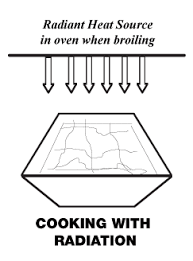 Radiant Heat Source
in oven when broiling
COOKING WITH
RADIATION